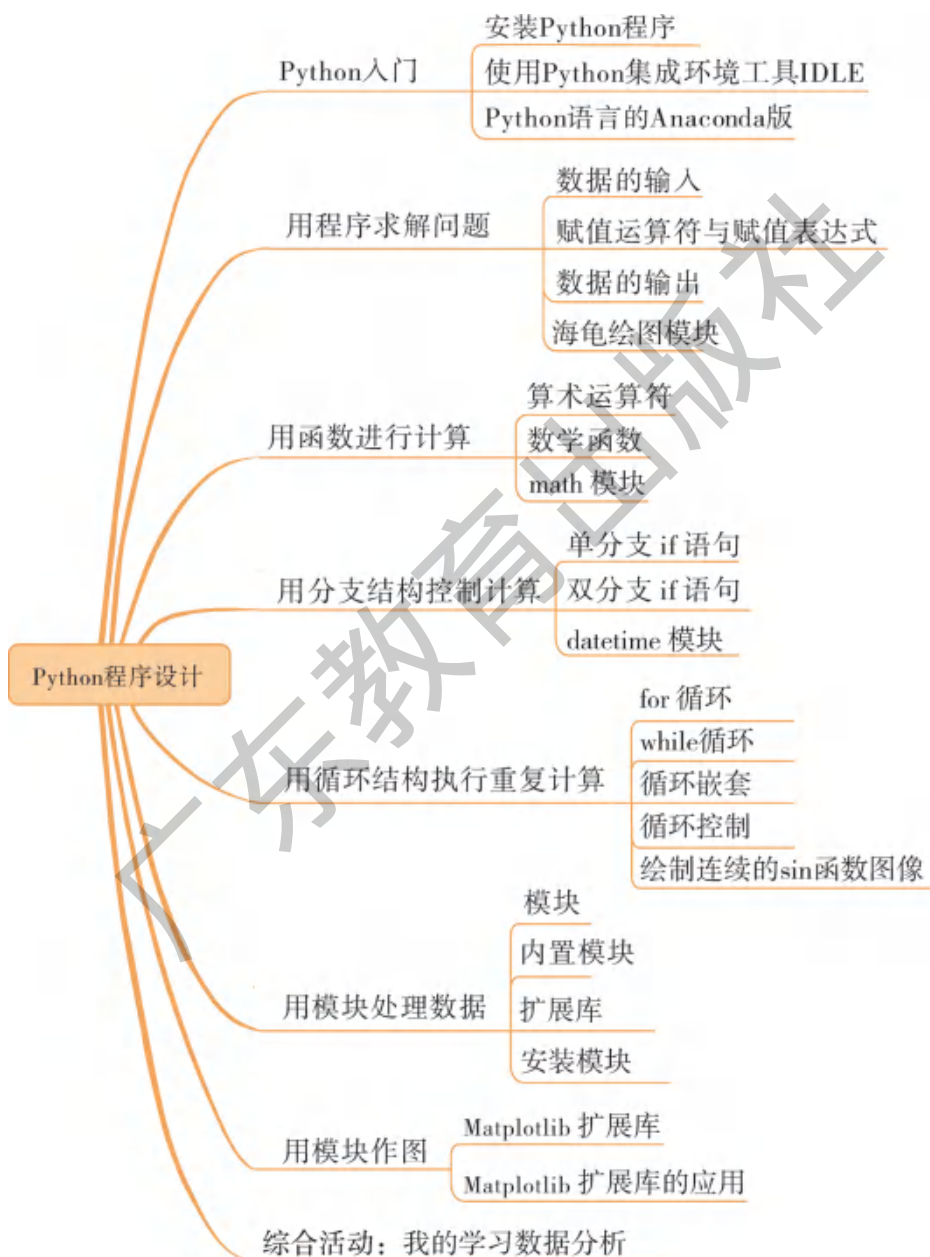 Python程序设计
Python入门
安装Python程序
使用Python集成环境工具IDLE
Python语言的Anaconda版
用程序求解问题
数据的输入
赋值运算符与赋值表达式
数据的输出
海龟绘图模块
用函数进行计算
算术运算符
数学函数
math 模块
用分支结构控制计算
单分支 if 语句
双分支 if 语句
datetime 模块
用循环结构执行重复计算
for 循环
while循环
循环嵌套
循环控制
绘制连续的sin函数图像
用模块处理数据
模块
内置模块
扩展库
安装模块
用模块作图
Matplotlib 扩展库
Matplotlib 扩展库的应用
综合活动：我的学习数据分析
广东教育出版社